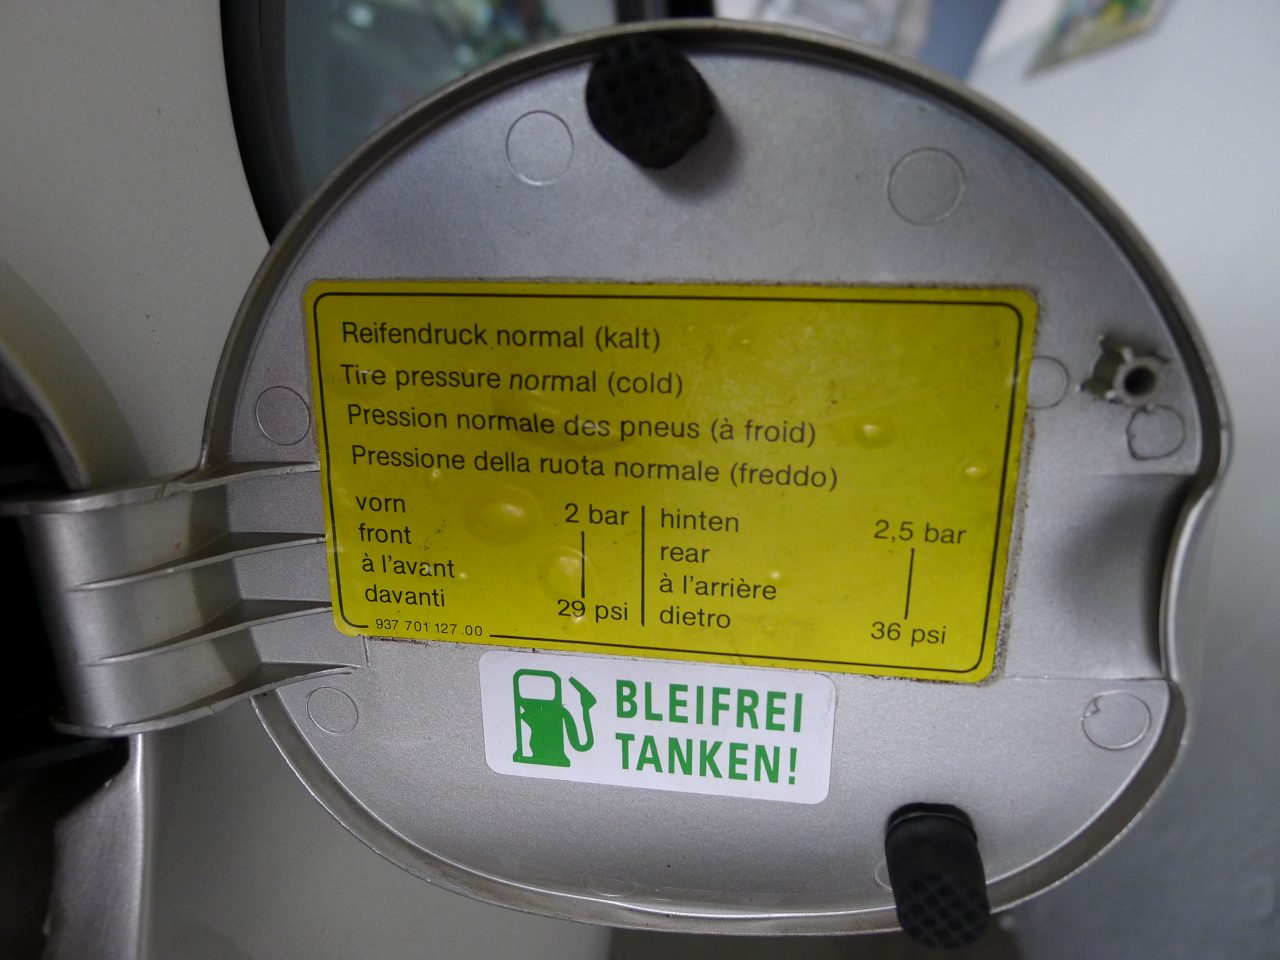 Reifendruck normal (kalt)
Tire pressure normal (cold)
Pression normale des pneus (à froid)
Pressione della ruota normale (freddo)
vorn
front
à l'avant
davanti
2 bar
29 psi
hinten
rear
à l'arrière
dietro
2,5 bar
36 psi
937 701 127.00
BLEIFREI
TANKEN!